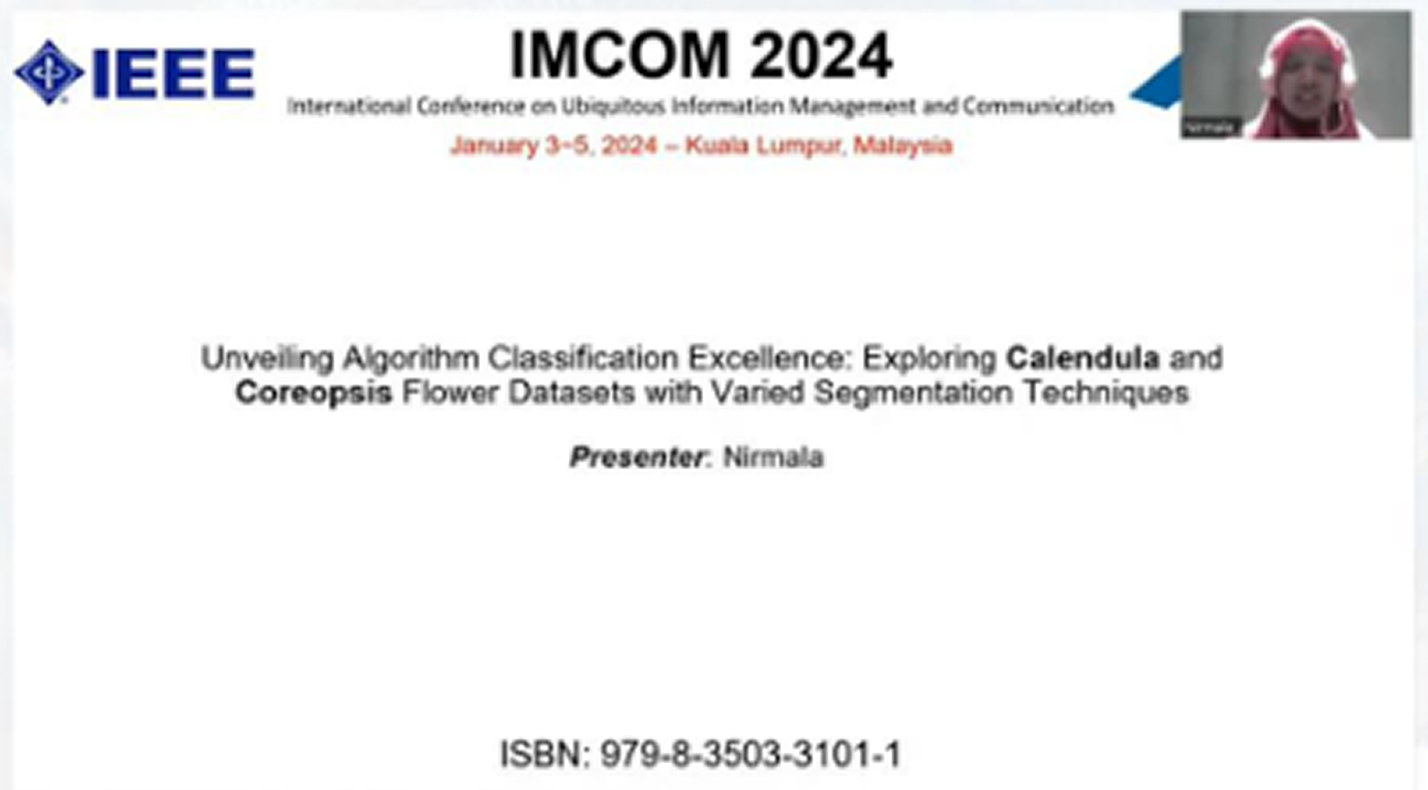 IEEE
IMCOM 2024
International Conference on Ubiquitous Information Management and Communication
January 3-5, 2024 – Kuala Lumpur, Malaysia
Nirmala
Unveiling Algorithm Classification Excellence: Exploring Calendula and
Coreopsis Flower Datasets with Varied Segmentation Techniques
Presenter: Nirmala
ISBN: 979-8-3503-3101-1